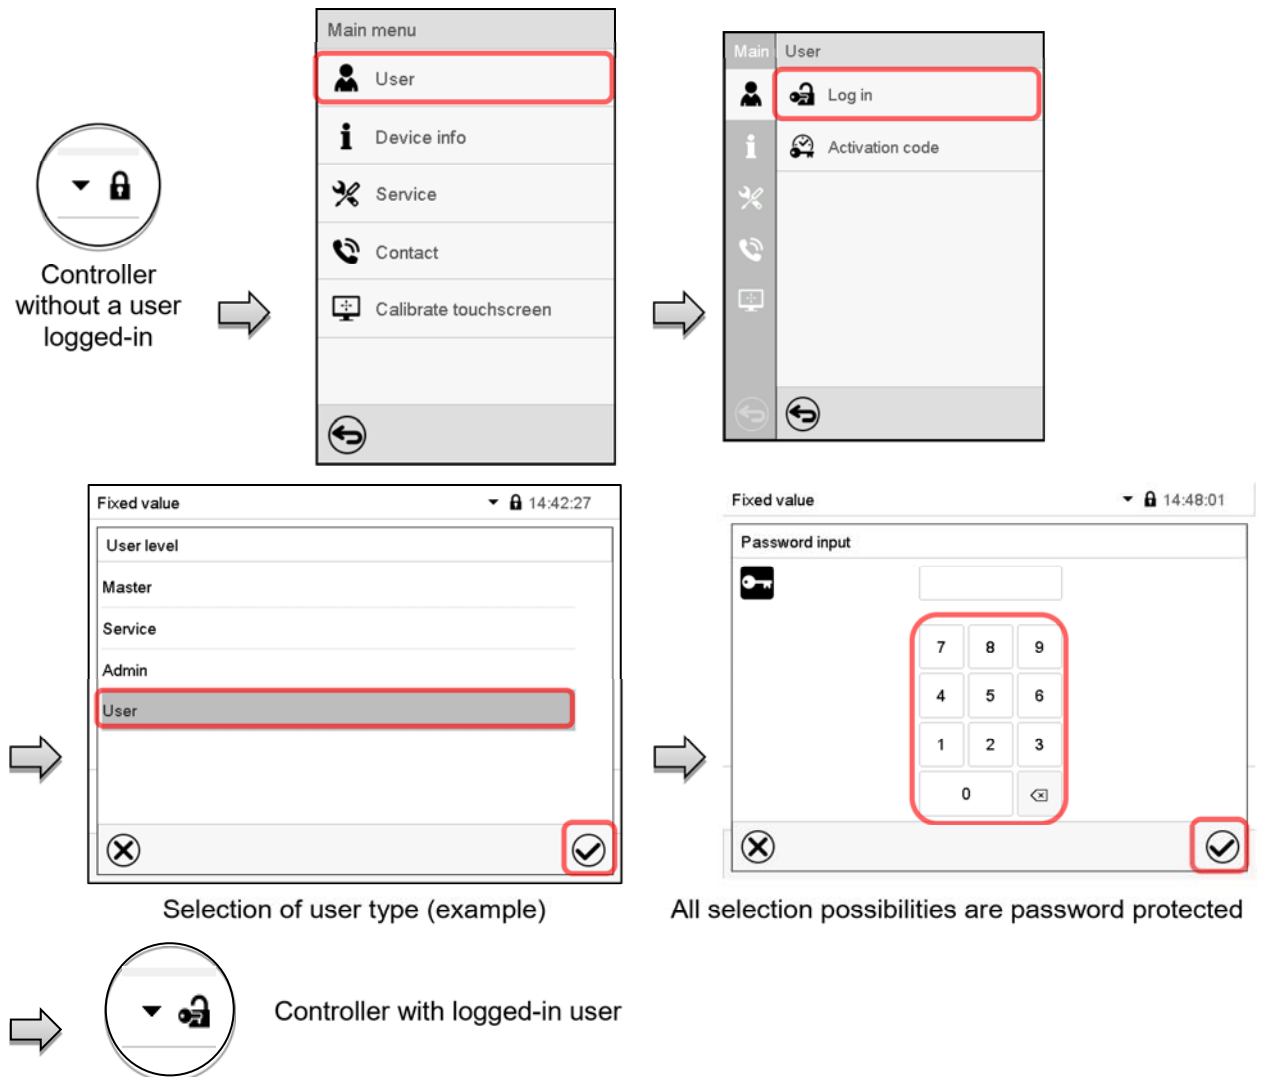 Main menu
User
Device info
Service
Contact
Calibrate touchscreen
Main
User
Log in
Activation code
Controller
without a user
logged-in
Fixed value
14:42:27
User level
Master
Service
Admin
User
Selection of user type (example)
Fixed value
14:48:01
Password input
7 8 9
4 5 6
1 2 3
0
All selection possibilities are password protected
Controller with logged-in user